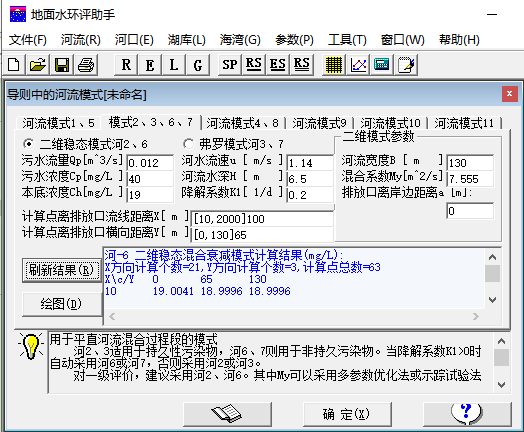 地面水环评助手
文件(F) 河流(R) 河口(E) 湖库(L) 海湾(G) 参数(P) 工具(T) 窗口(W) 帮助(H)
R E L G SP RS ES RS
导则中的河流模式[未命名]
河流模式1、5 模式2、3、6、7 河流模式4、8 河流模式9 河流模式10 河流模式11
二维稳态模式河2、6 弗罗模式河3、7 二维模式参数
污水流量Qp[m^3/s] 0.012 河水流速u [ m/s ] 1.14 河流宽度B [ m ] 130
污水浓度Cp[mg/L ] 40 河流水深H [ m ] 6.5 混合系数My[m^2/s] 7.555
本底浓度Ch[mg/L ] 19 降解系数K1[ 1/d ] 0.2 排放口离岸边距离a [m]:
0
计算点离排放口流线距离X[ m ] [10,2000]100
计算点离排放口横向距离Y[ m ] [0,130]65
河-6 二维稳态混合衰减模式计算结果(mg/L):
X方向计算个数=21,Y方向计算个数=3,计算点总数=63
X\c/Y 0 65 130
10 19.0041 18.9996 18.9996
刷新结果(R)
绘图(D)
用于平直河流混合过程段的模式
河2、3适用于持久性污染物，河6、7则用于非持久污染物。当降解系数K1>0时
自动采用河6或河7，否则采用河2或河3。
对一级评价，建议采用河2、河6。其中My可以采用多参数优化法或示踪试验法
确 定(X)